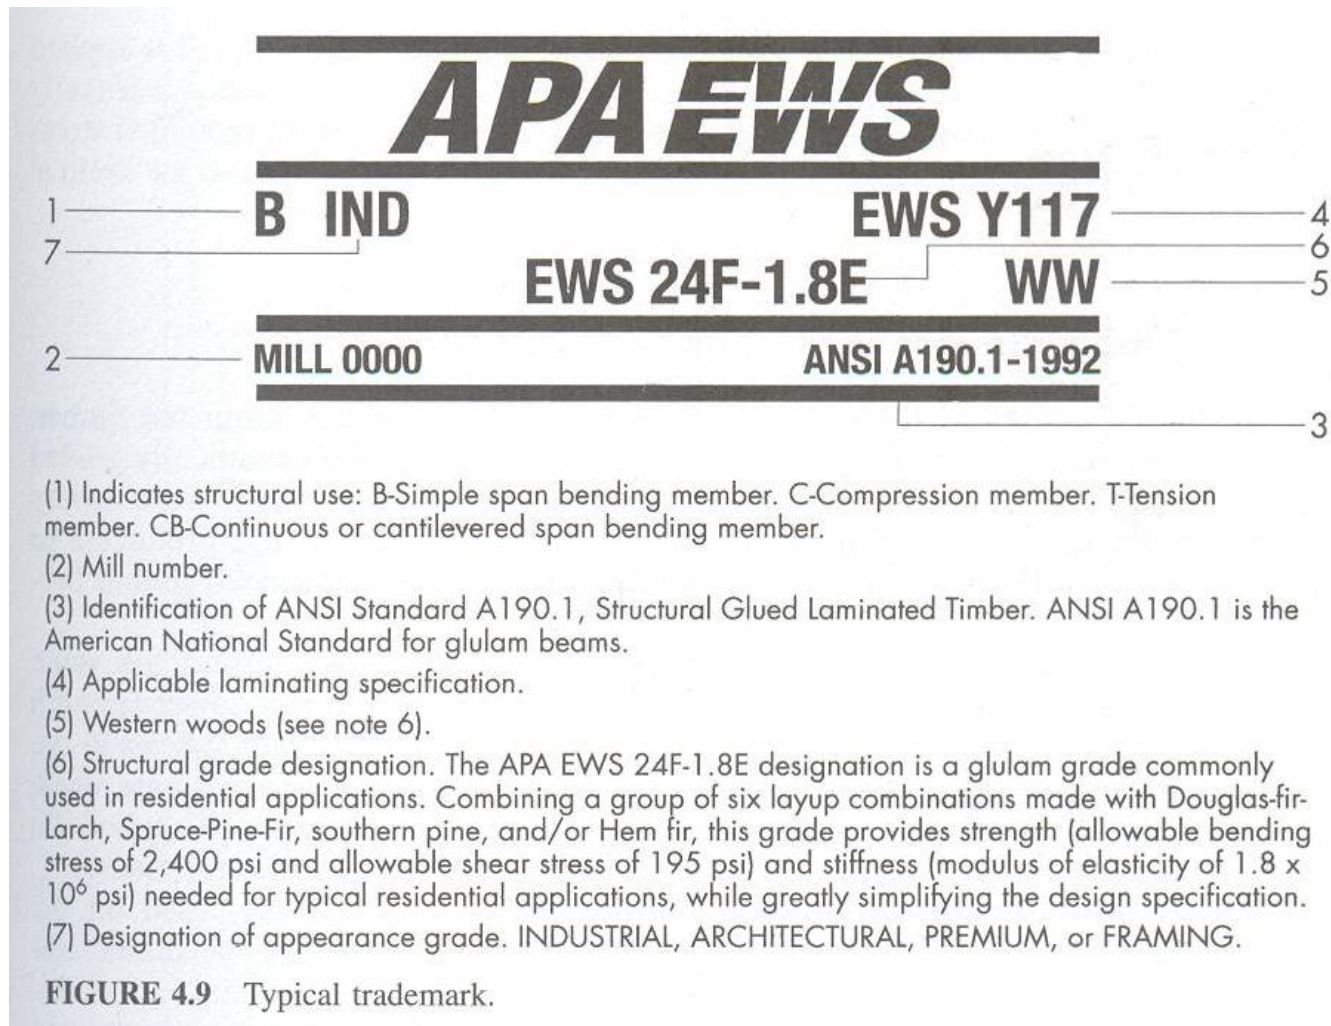 APA EWS
1 B IND EWS Y117 4
7 6
EWS 24F-1.8E WW 5
2 MILL 0000 ANSI A190.1-1992
3
(1) Indicates structural use: B-Simple span bending member. C-Compression member. T-Tension
member. CB-Continuous or cantilevered span bending member.
(2) Mill number.
(3) Identification of ANSI Standard A190.1, Structural Glued Laminated Timber. ANSI A190.1 is the
American National Standard for glulam beams.
(4) Applicable laminating specification.
(5) Western woods (see note 6).
(6) Structural grade designation. The APA EWS 24F-1.8E designation is a glulam grade commonly
used in residential applications. Combining a group of six layup combinations made with Douglas-fir-
Larch, Spruce-Pine-Fir, southern pine, and/or Hem fir, this grade provides strength (allowable bending
stress of 2,400 psi and allowable shear stress of 195 psi) and stiffness (modulus of elasticity of 1.8 x
10⁶ psi) needed for typical residential applications, while greatly simplifying the design specification.
(7) Designation of appearance grade. INDUSTRIAL, ARCHITECTURAL, PREMIUM, or FRAMING.
FIGURE 4.9 Typical trademark.